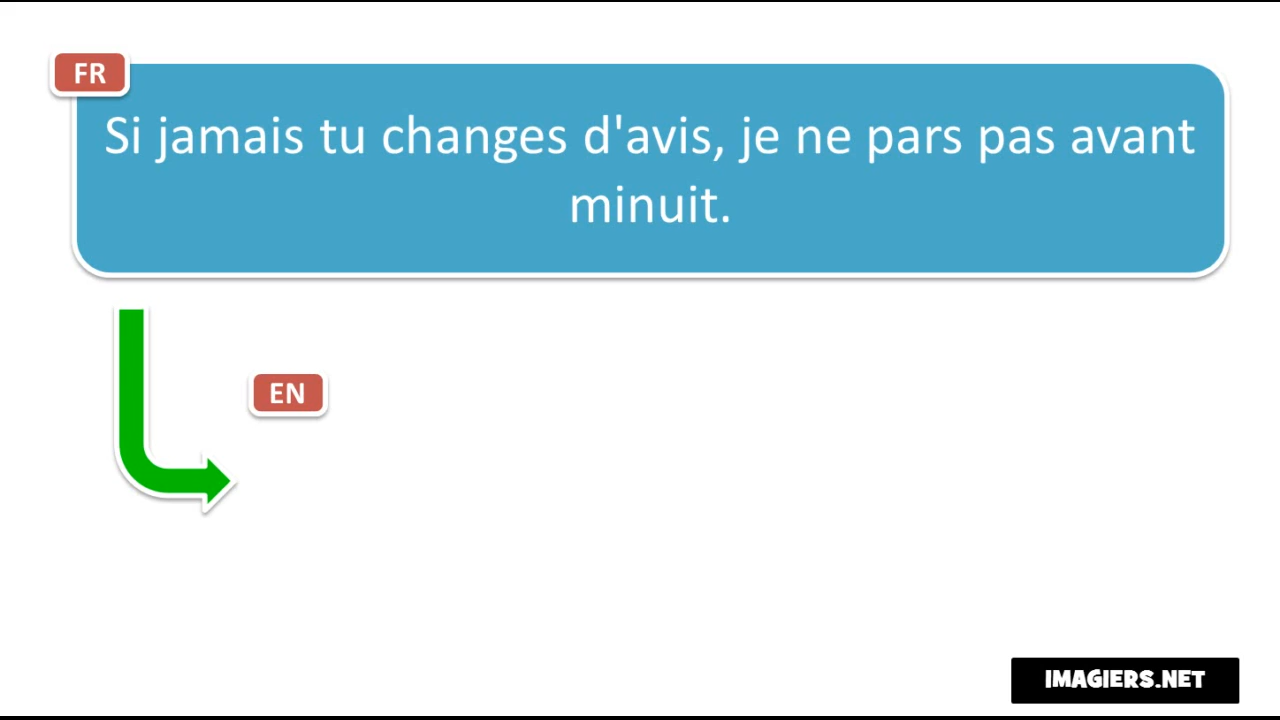 FR
Si jamais tu changes d'avis, je ne pars pas avant
minuit.
EN
IMAGIERS.NET